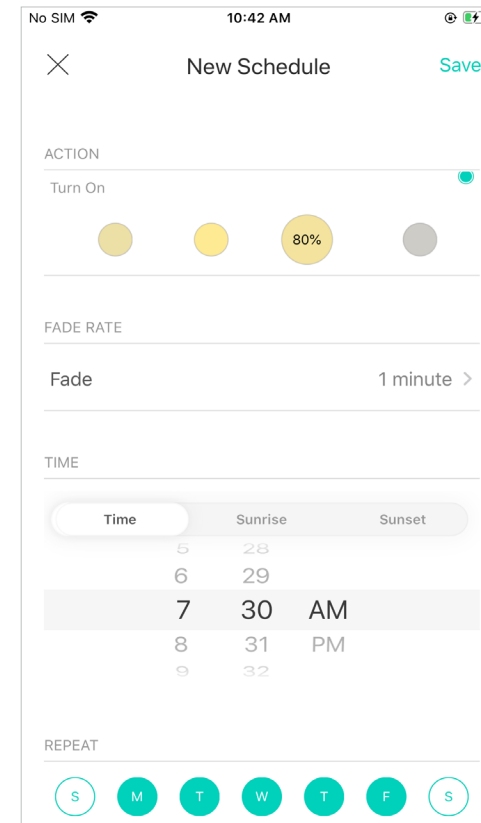 No SIM 10:42 AM
New Schedule Save
ACTION
Turn On
80%
FADE RATE
Fade 1 minute
TIME
Time Sunrise Sunset
5 28
6 29
7 30 AM
8 31 PM
9 32
REPEAT
S M T W T F S